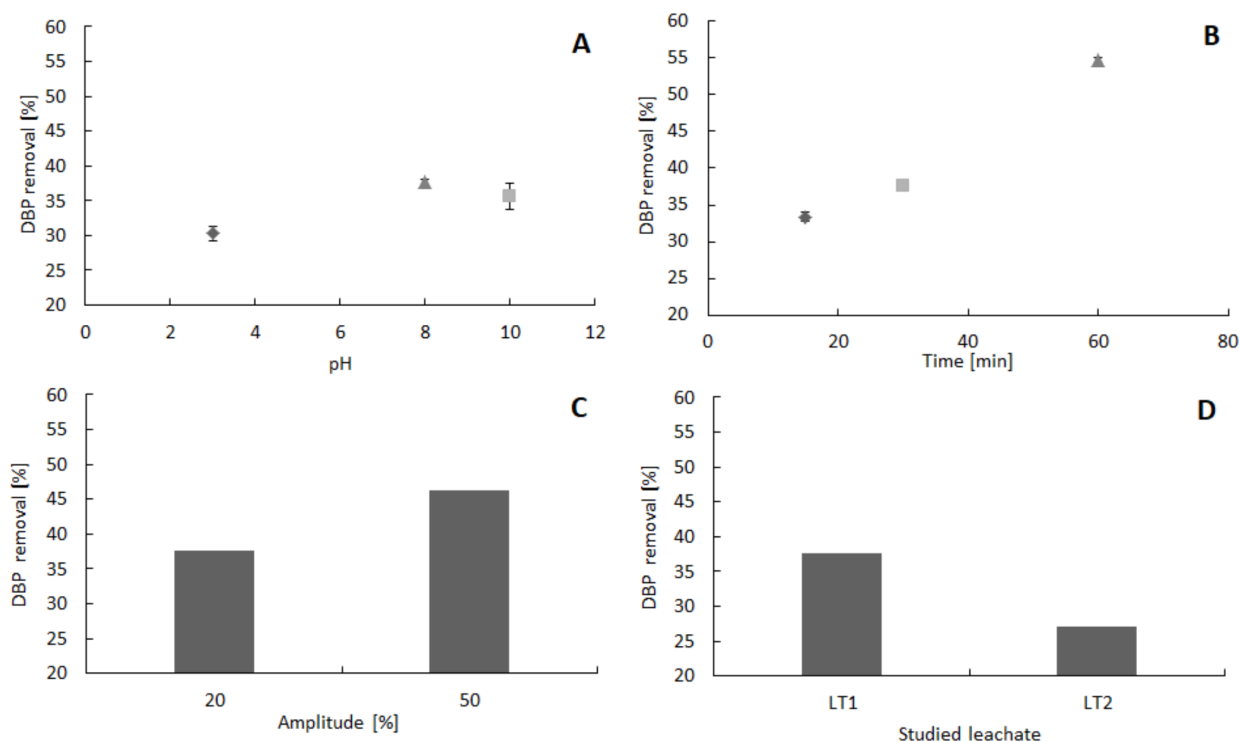 A
DBP removal [%]
60
55
50
45
40
35
30
25
20
0 2 4 6 8 10 12
pH
B
DBP removal [%]
60
55
50
45
40
35
30
25
20
0 20 40 60 80
Time [min]
C
DBP removal [%]
60
55
50
45
40
35
30
25
20
20 50
Amplitude [%]
D
DBP removal [%]
60
55
50
45
40
35
30
25
20
LT1 LT2
Studied leachate